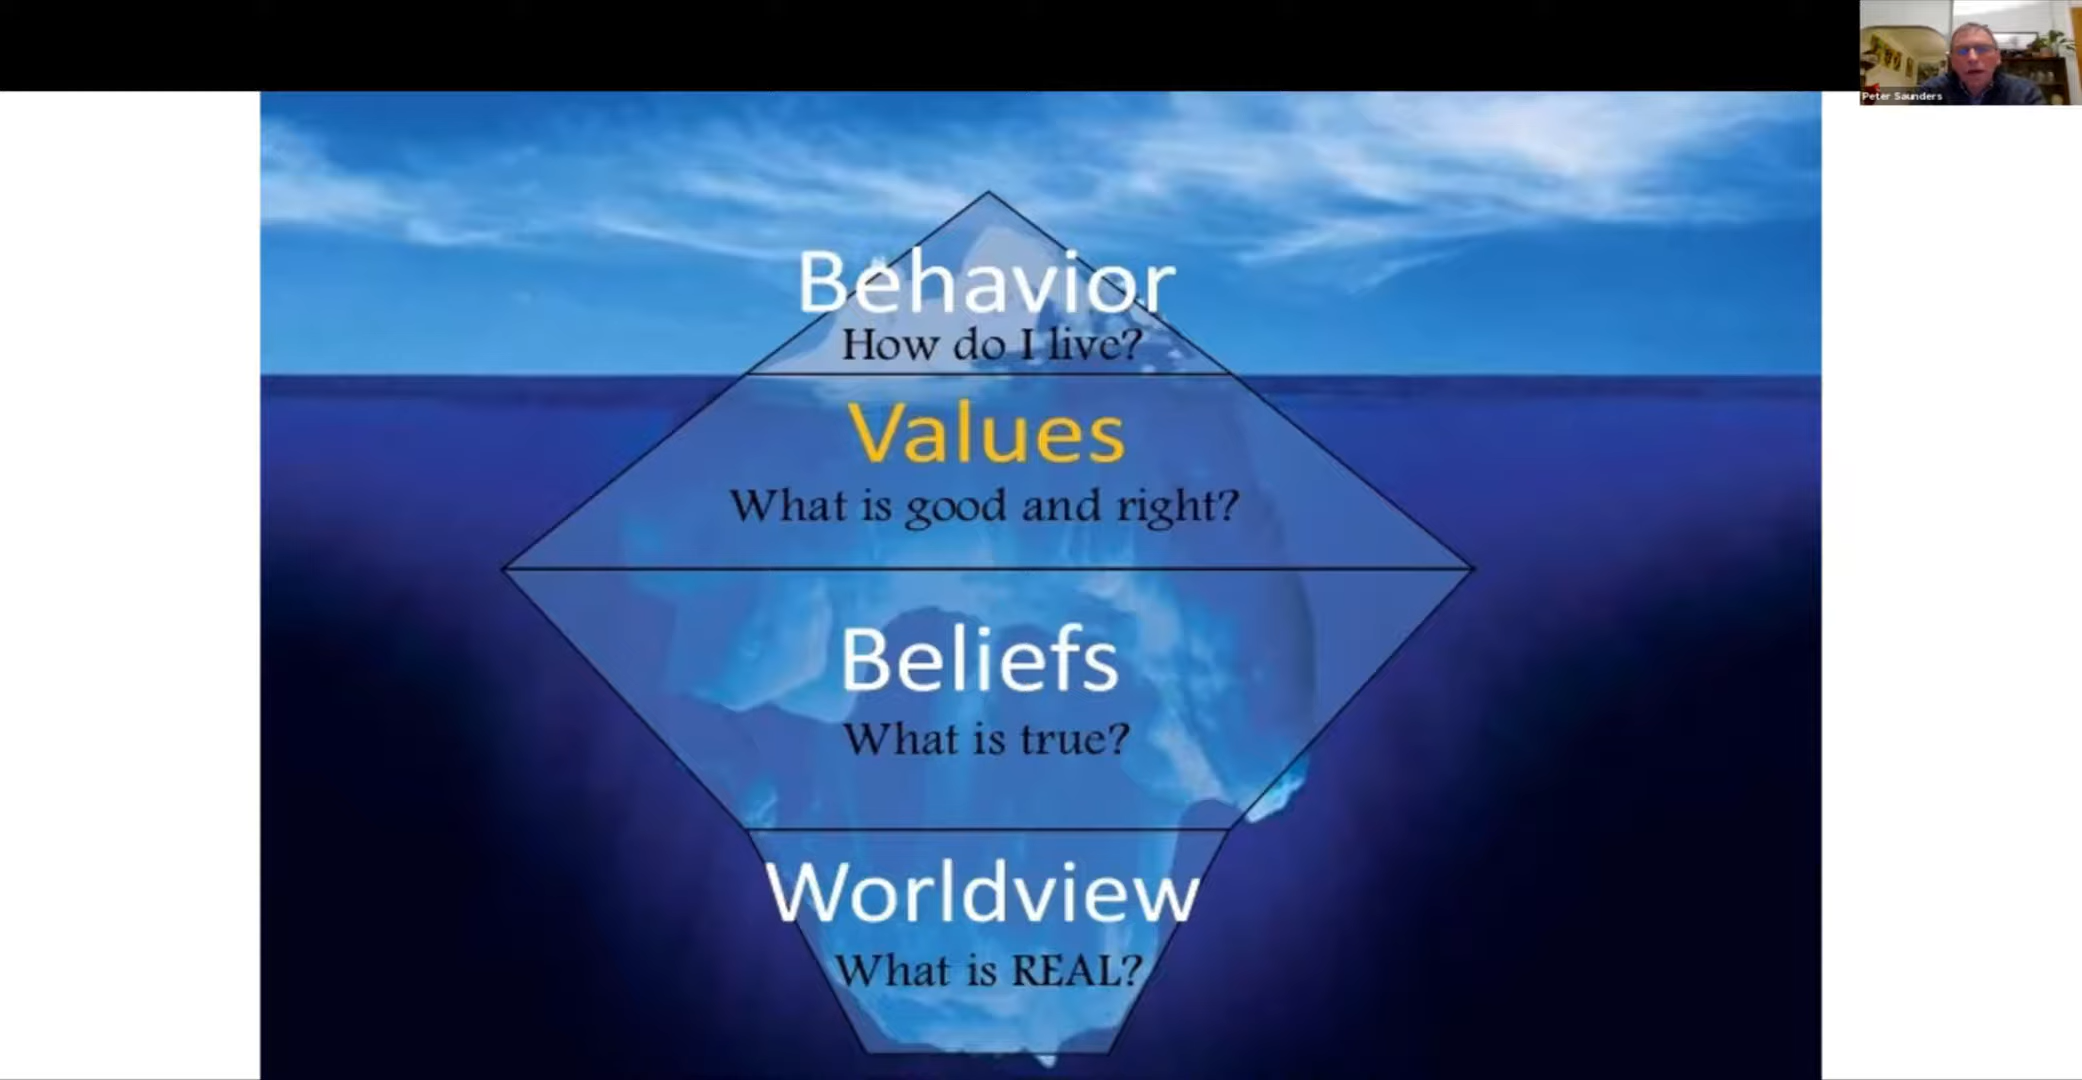 Peter Saunders
Behavior
How do I live?
Values
What is good and right?
Beliefs
What is true?
Worldview
What is REAL?